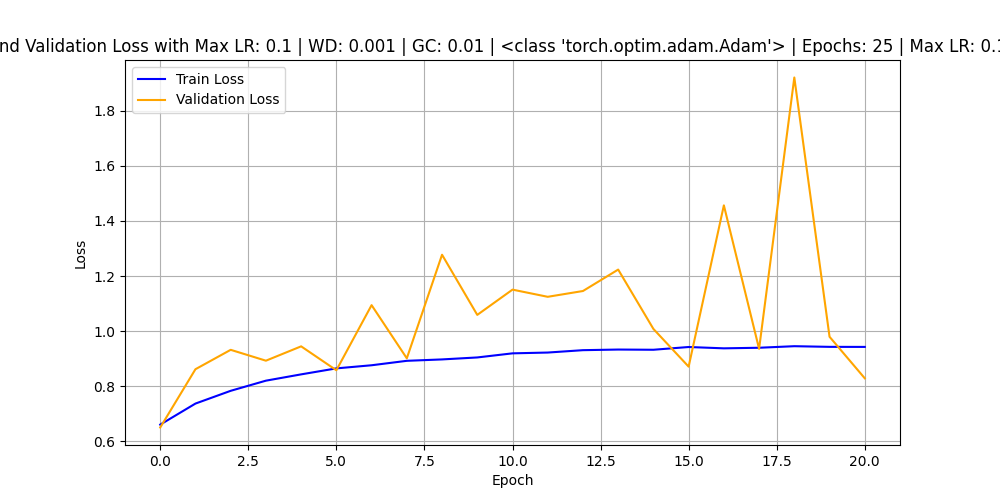 nd Validation Loss with Max LR: 0.1 | WD: 0.001 | GC: 0.01 | <class 'torch.optim.adam.Adam'> | Epochs: 25 | Max LR: 0.1
Train Loss
Validation Loss
1.8
1.6
1.4
1.2
1.0
0.8
0.6
Loss
0.0 2.5 5.0 7.5 10.0 12.5 15.0 17.5 20.0
Epoch